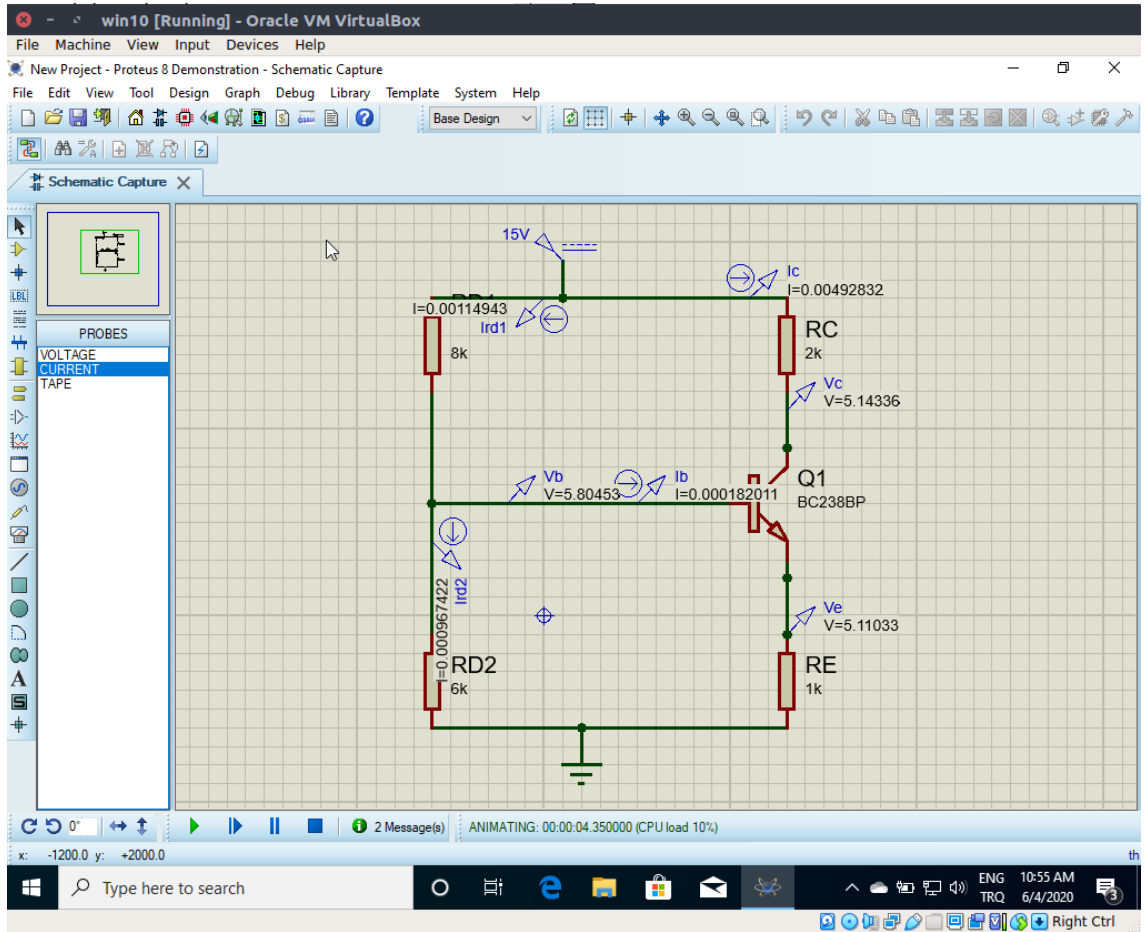 win10 [Running] - Oracle VM VirtualBox
File Machine View Input Devices Help
New Project - Proteus 8 Demonstration - Schematic Capture
File Edit View Tool Design Graph Debug Library Template System Help
Base Design
Schematic Capture
PROBES
VOLTAGE
CURRENT
TAPE
LBL
15V
Ic
I=0.00492832
I=0.00114943
Ird1
8k
RC
2k
Vc
V=5.14336
Vb
V=5.80453
Ib
I=0.000182011
Q1
BC238BP
Ird2
I=0.000967422
RD2
6k
Ve
V=5.11033
RE
1k
0°
2 Message(s)
ANIMATING: 00:00:04.350000 (CPU load 10%)
x: -1200.0 y: +2000.0
th
Type here to search
ENG
TRQ
10:55 AM
6/4/2020
3
Right Ctrl